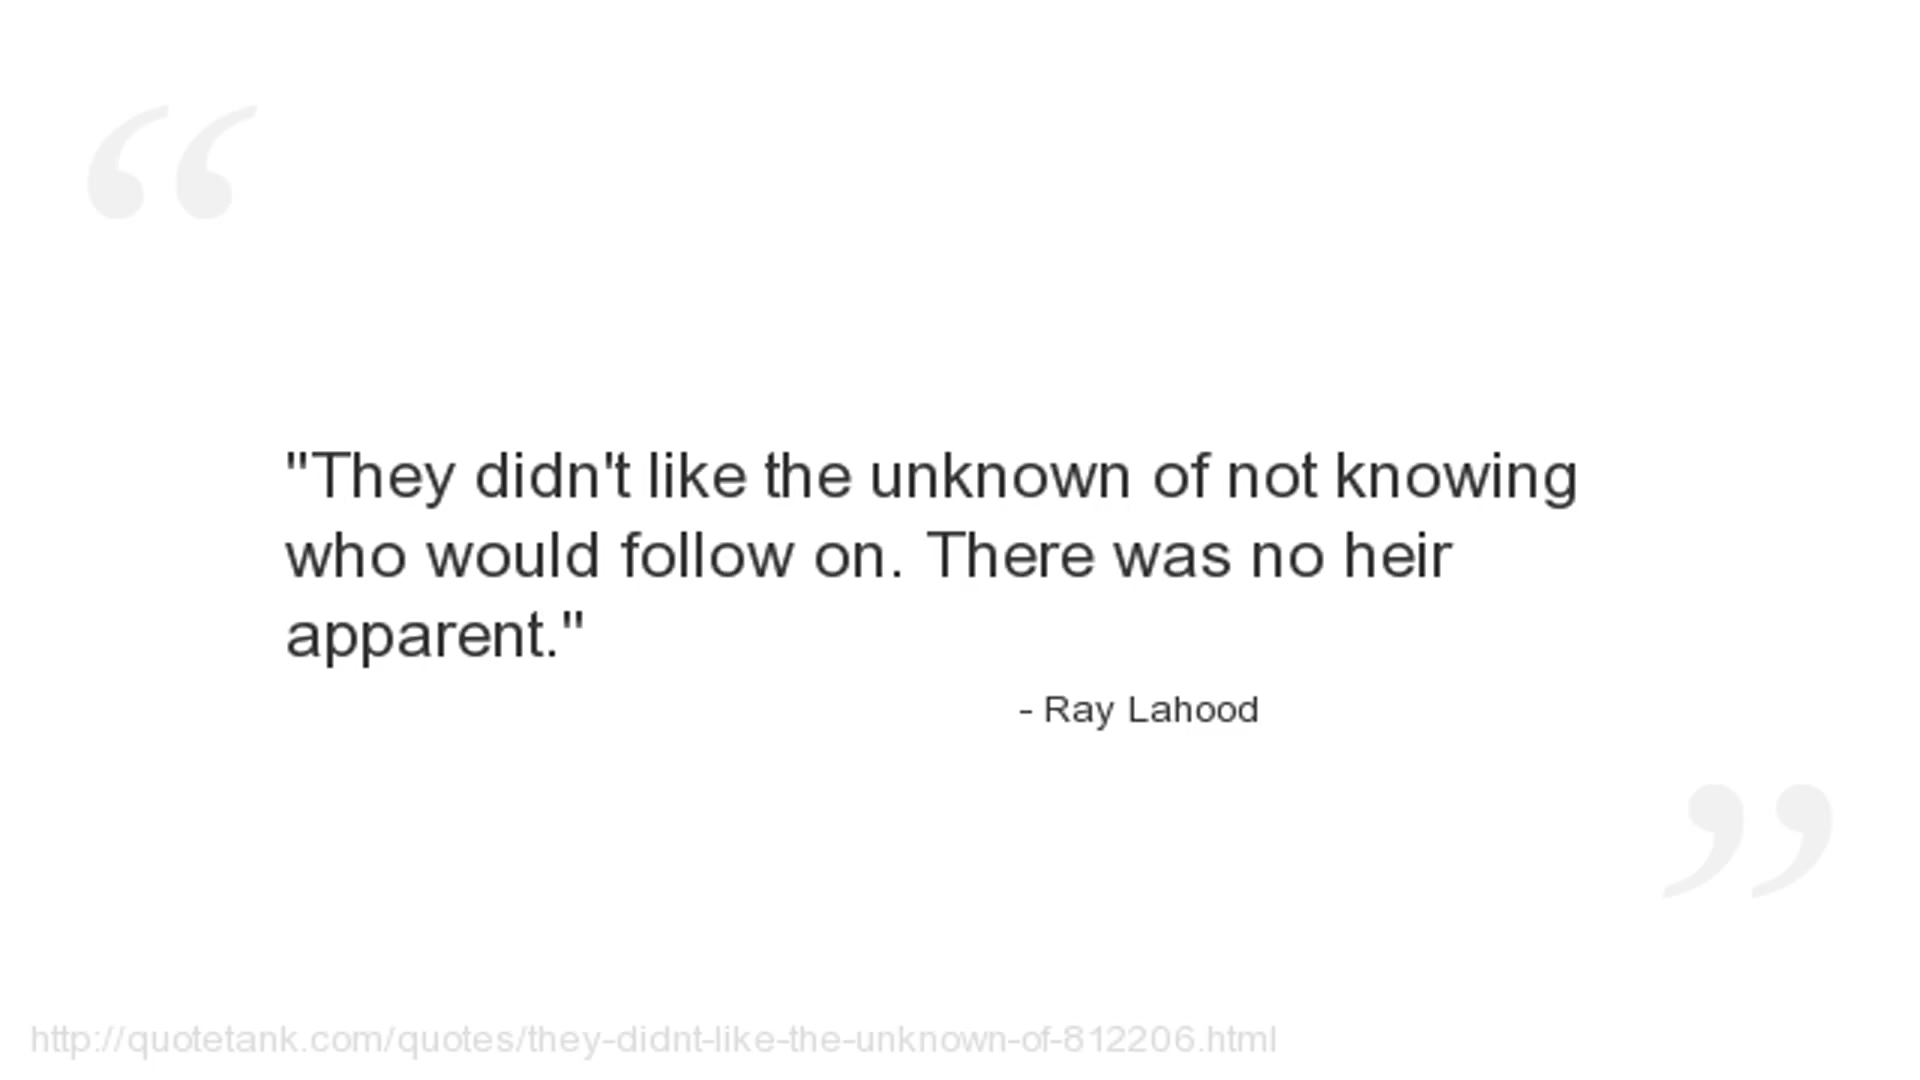 "They didn't like the unknown of not knowing
who would follow on. There was no heir
apparent."
- Ray Lahood
http://quotetank.com/quotes/they-didnt-like-the-unknown-of-812206.html